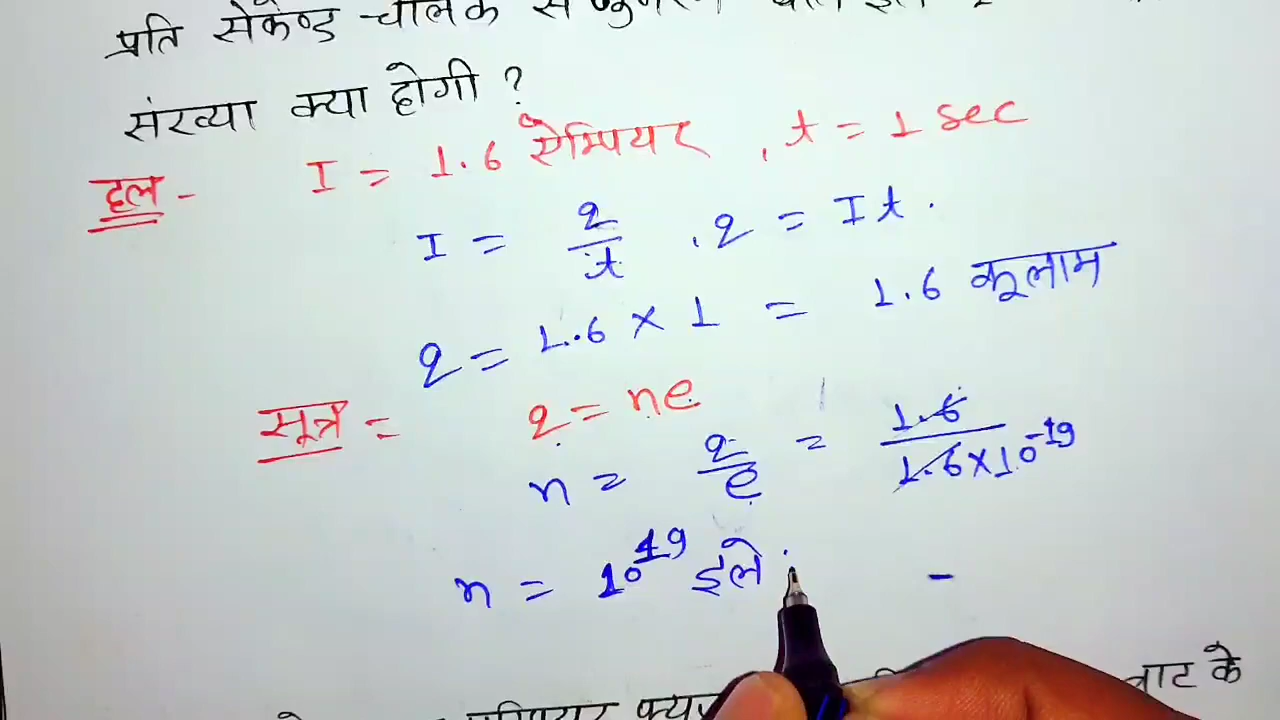 प्रति सेकेण्ड चालक से
संख्या क्या होगी ?
हल - I = 1.6 ऐम्पियर , t = 1 sec
I = q/t , q = It .
q = 1.6 × 1 = 1.6 कूलाम
सूत्र = q = ne
n = q/e = 1.6/1.6×10⁻¹⁹
n = 10¹⁹ इले -
के